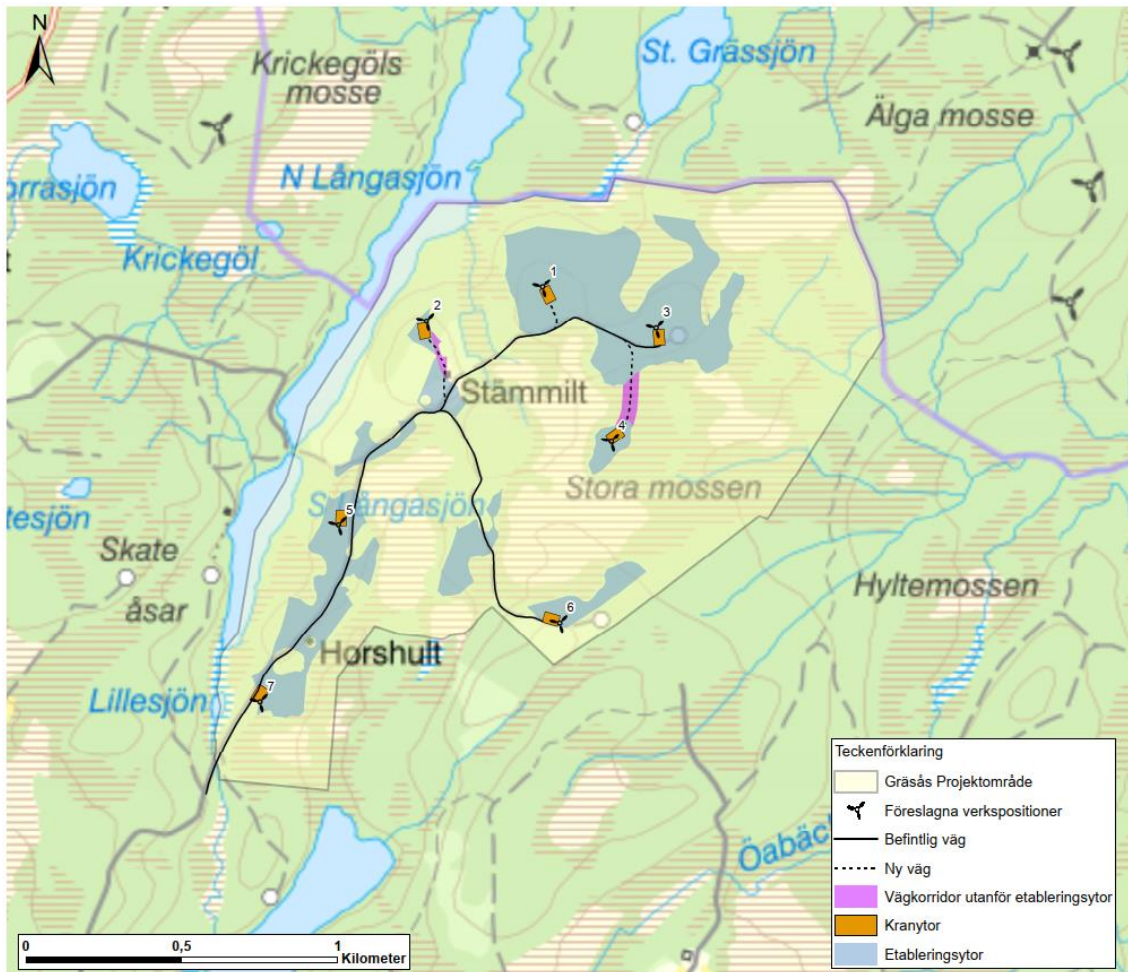 N
Krickegöls
mosse
St. Grässjön
Älga mosse
orrasjön
N Långasjön
Krickegöl
1
2
3
Stämmilt
4
Stora mossen
S Långasjön
5
tesjön
Skate
åsar
Hyltemossen
6
Horshult
7
Lillesjön
Öabäc
Teckenförklaring
Gräsås Projektområde
Föreslagna verkspositioner
Befintlig väg
Ny väg
Vägkorridor utanför etableringsytor
Kranytor
Etableringsytor
0 0,5 1
Kilometer